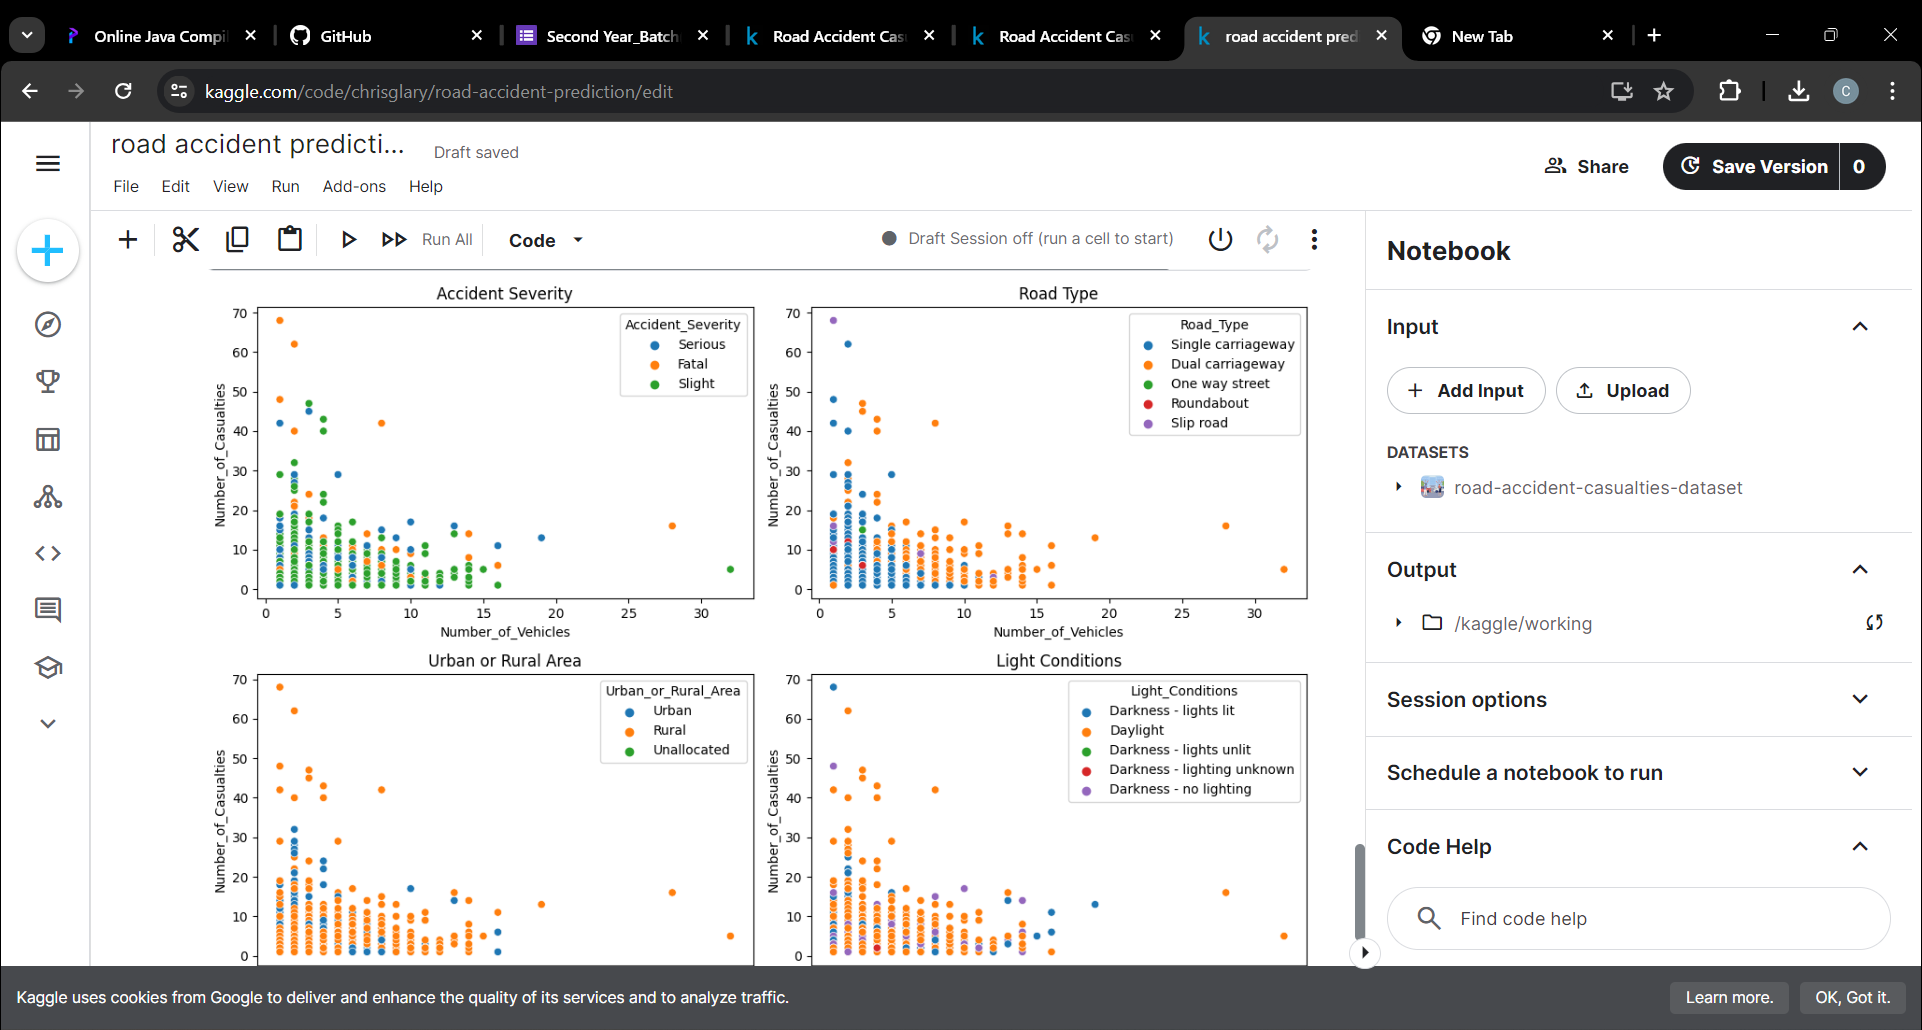 Online Java Compil
GitHub
Second Year_Batch
Road Accident Cas
Road Accident Cas
road accident pred
New Tab
kaggle.com/code/chrisglary/road-accident-prediction/edit
C
road accident predicti...
Draft saved
File Edit View Run Add-ons Help
Share
Save Version 0
Run All
Code
Draft Session off (run a cell to start)
Accident Severity
Number_of_Casualties
70
60
50
40
30
20
10
0
Accident_Severity
Serious
Fatal
Slight
0 5 10 15 20 25 30
Number_of_Vehicles
Road Type
Number_of_Casualties
70
60
50
40
30
20
10
0
Road_Type
Single carriageway
Dual carriageway
One way street
Roundabout
Slip road
0 5 10 15 20 25 30
Number_of_Vehicles
Urban or Rural Area
Number_of_Casualties
70
60
50
40
30
20
10
0
Urban_or_Rural_Area
Urban
Rural
Unallocated
Light Conditions
Number_of_Casualties
70
60
50
40
30
20
10
0
Light_Conditions
Darkness - lights lit
Daylight
Darkness - lights unlit
Darkness - lighting unknown
Darkness - no lighting
Notebook
Input
Add Input
Upload
DATASETS
road-accident-casualties-dataset
Output
/kaggle/working
Session options
Schedule a notebook to run
Code Help
Find code help
Kaggle uses cookies from Google to deliver and enhance the quality of its services and to analyze traffic.
Learn more.
OK, Got it.